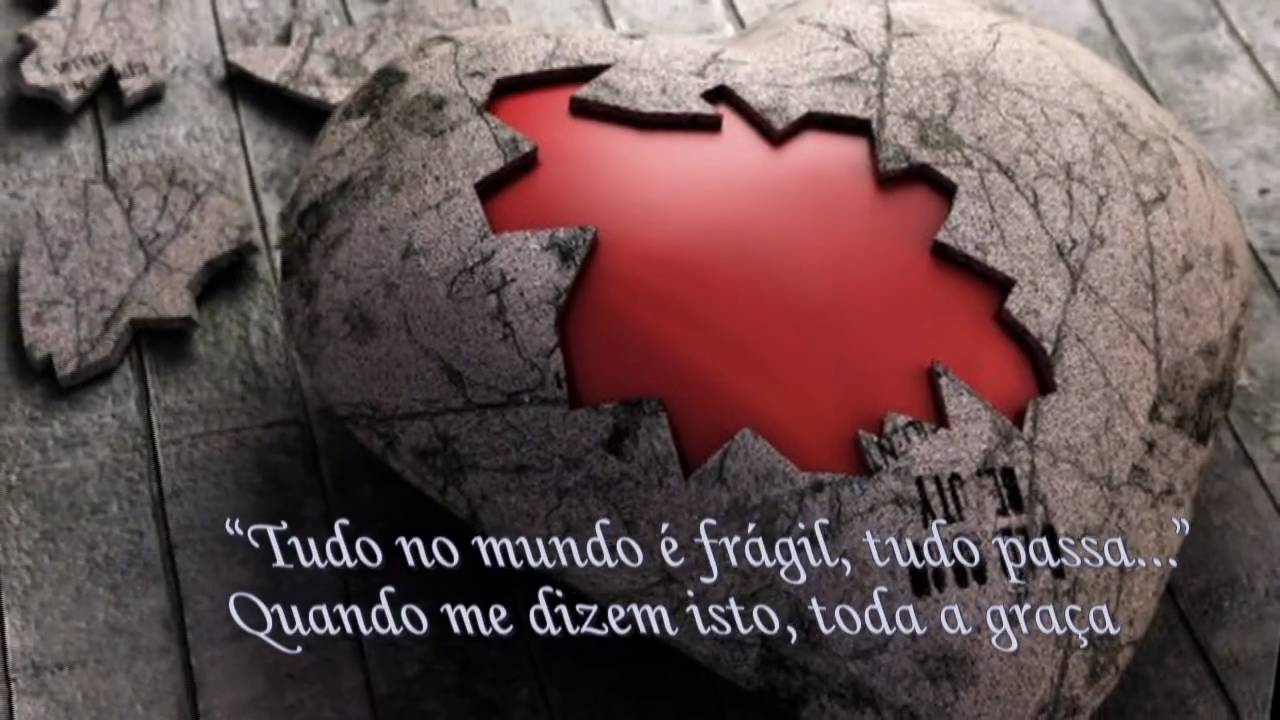 “Tudo no mundo é frágil, tudo passa...”
Quando me dizem isto, toda a graça